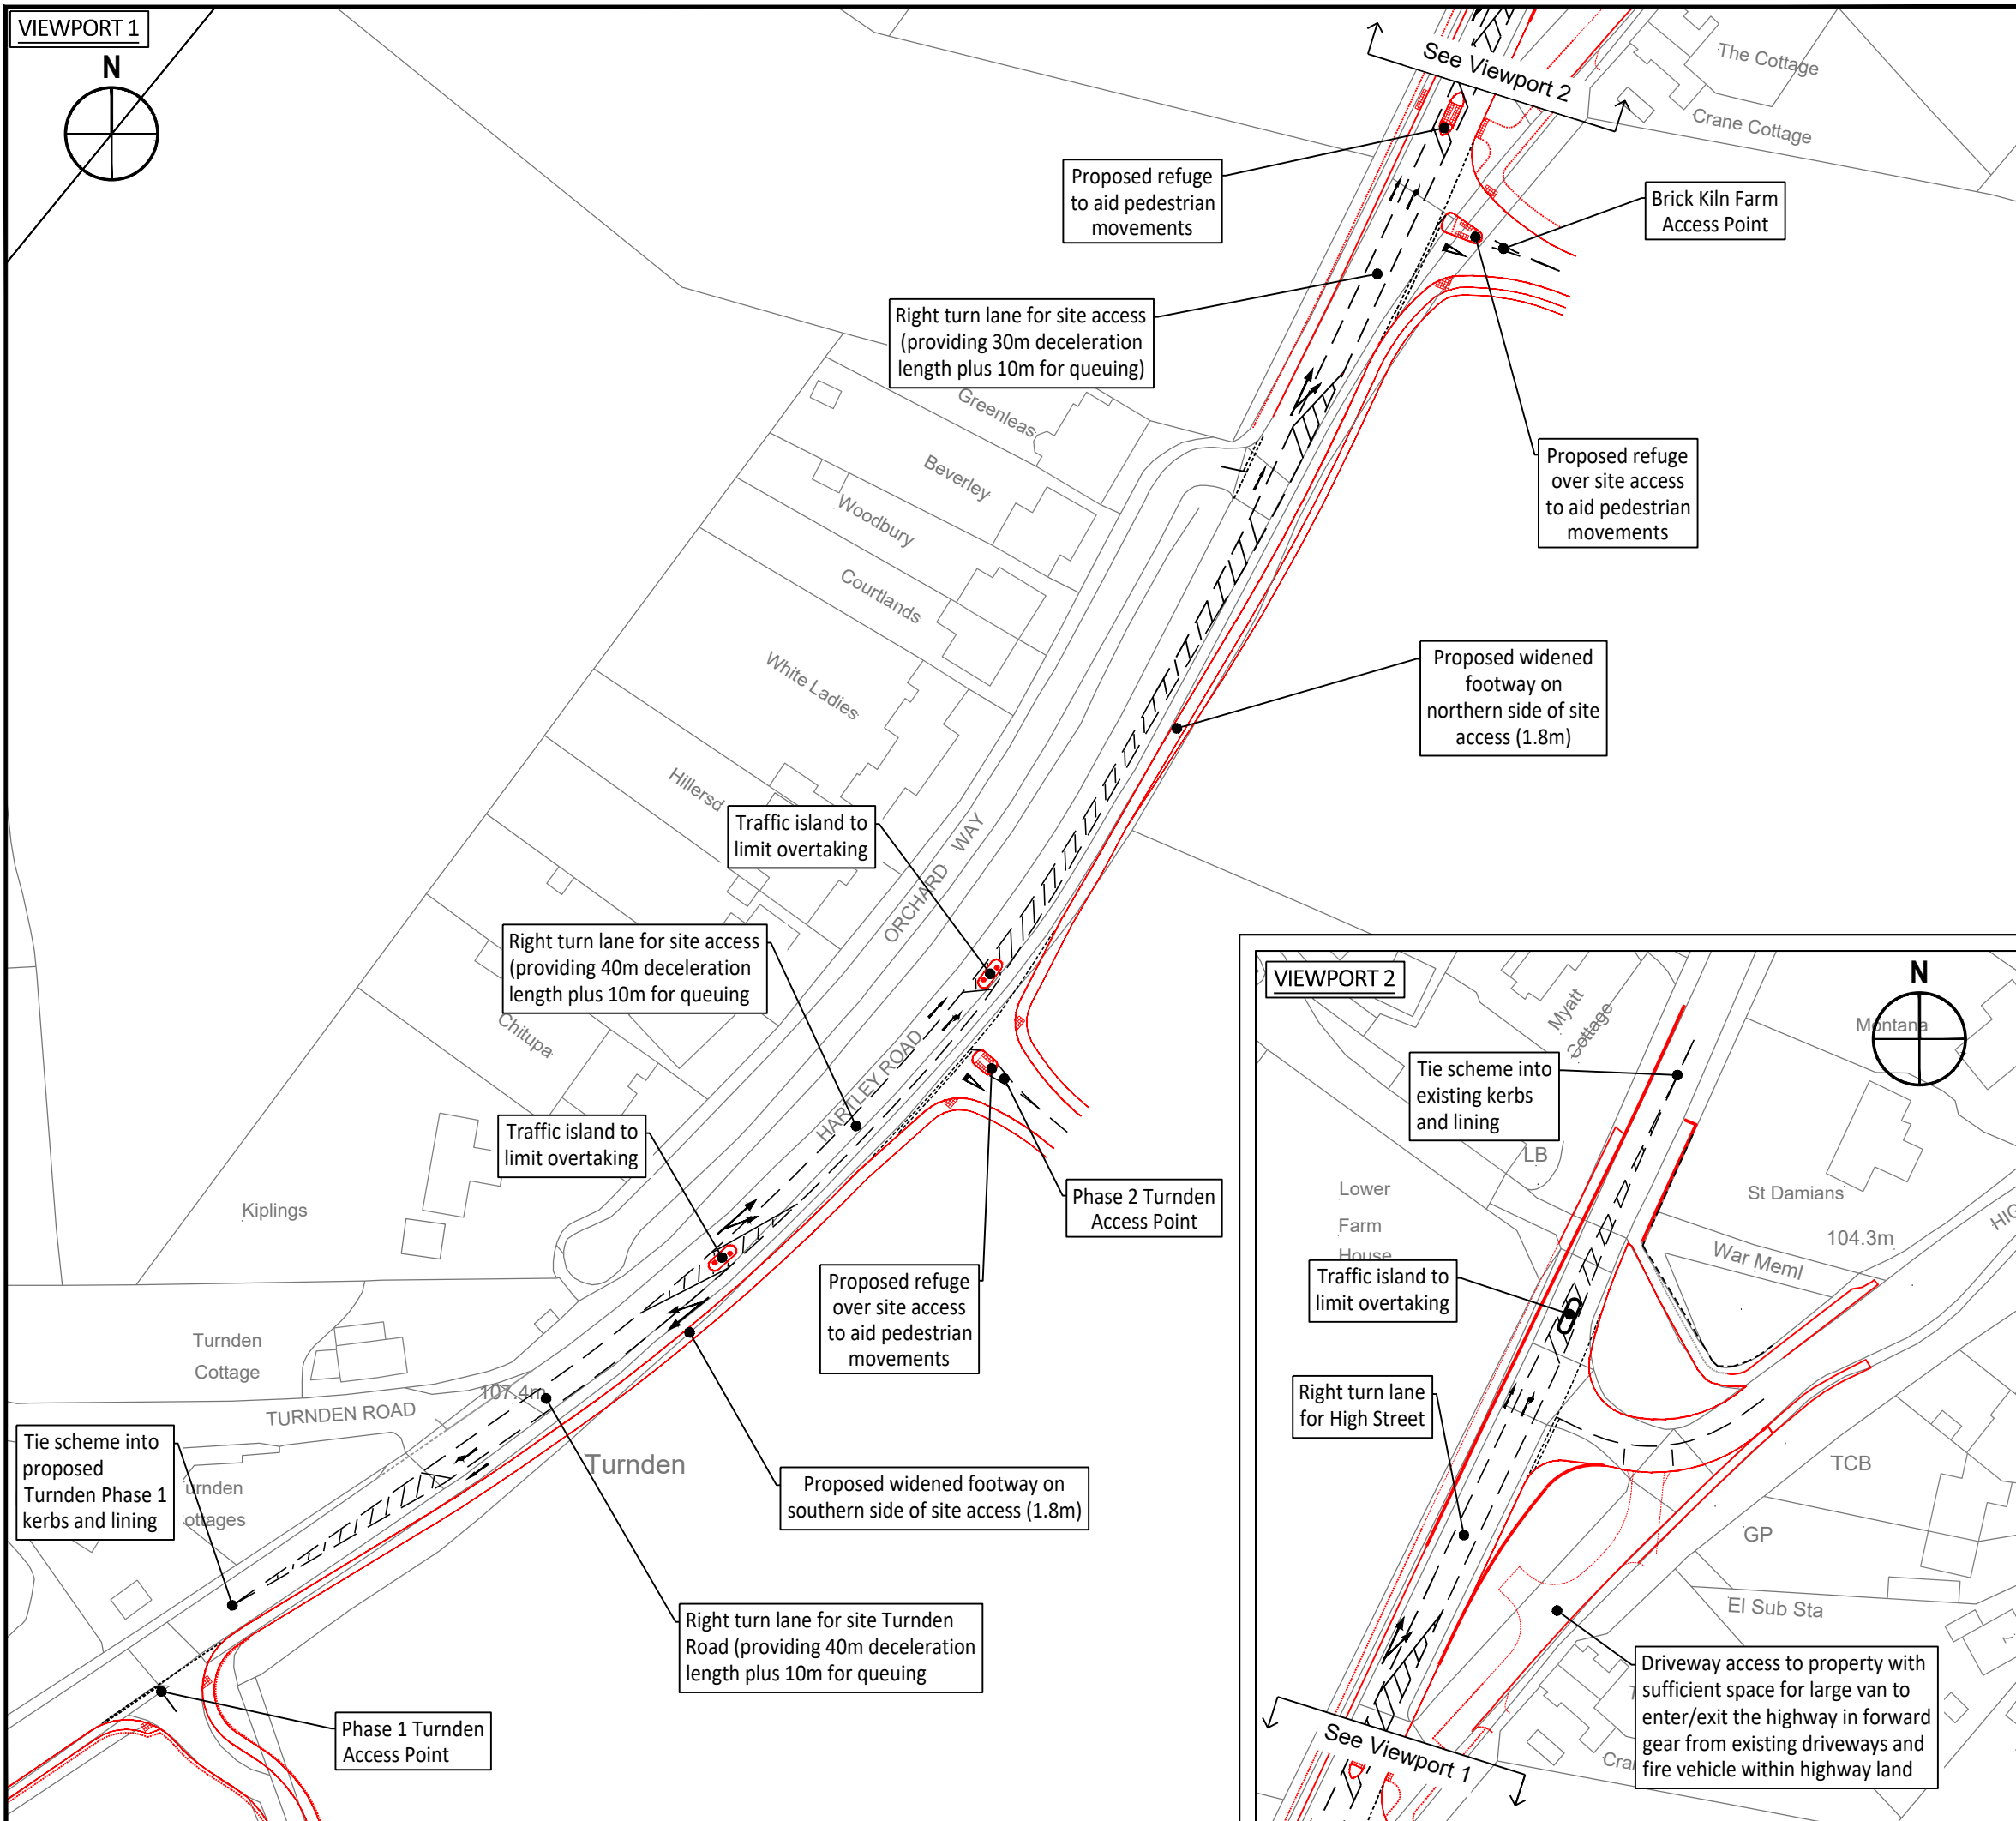 VIEWPORT 1
N
See Viewport 2
The Cottage
Crane Cottage
Proposed refuge
to aid pedestrian
movements
Brick Kiln Farm
Access Point
Right turn lane for site access
(providing 30m deceleration
length plus 10m for queuing)
Greenleas
Beverley
Woodbury
Courtlands
White Ladies
Hillersd
Proposed refuge
over site access
to aid pedestrian
movements
Proposed widened
footway on
northern side of site
access (1.8m)
Traffic island to
limit overtaking
ORCHARD WAY
Right turn lane for site access
(providing 40m deceleration
length plus 10m for queuing
Chitupa
HARTLEY ROAD
Traffic island to
limit overtaking
Kiplings
Phase 2 Turnden
Access Point
Proposed refuge
over site access
to aid pedestrian
movements
Turnden
Cottage
107.4m
TURNDEN ROAD
Tie scheme into
proposed
Turnden Phase 1
kerbs and lining
urnden
ottages
Turnden
Proposed widened footway on
southern side of site access (1.8m)
Right turn lane for site Turnden
Road (providing 40m deceleration
length plus 10m for queuing
Phase 1 Turnden
Access Point
VIEWPORT 2
N
Myatt
Cottage
Montana
Tie scheme into
existing kerbs
and lining
LB
Lower
Farm
House
St Damians
104.3m
HIG
War Meml
Traffic island to
limit overtaking
Right turn lane
for High Street
TCB
GP
El Sub Sta
Driveway access to property with
sufficient space for large van to
enter/exit the highway in forward
gear from existing driveways and
fire vehicle within highway land
See Viewport 1
Cra